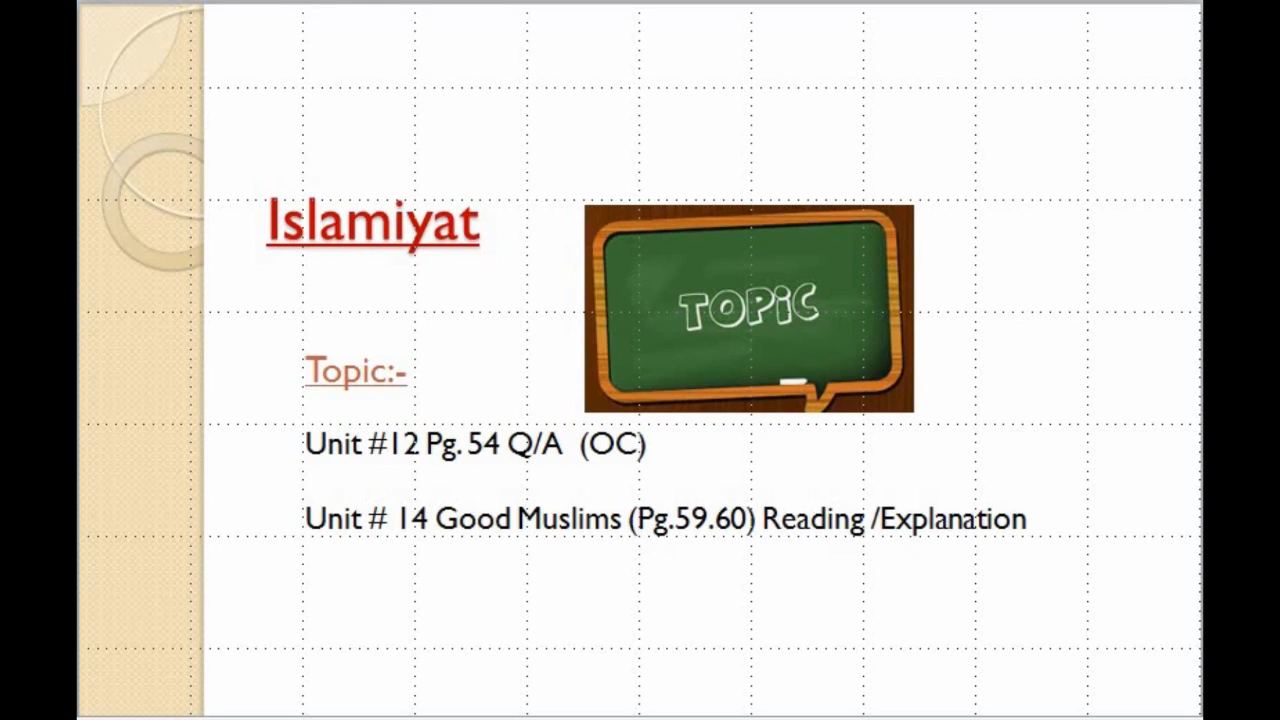 Islamiyat
TOPiC
Topic:-
Unit #12 Pg. 54 Q/A (OC)
Unit # 14 Good Muslims (Pg.59.60) Reading /Explanation